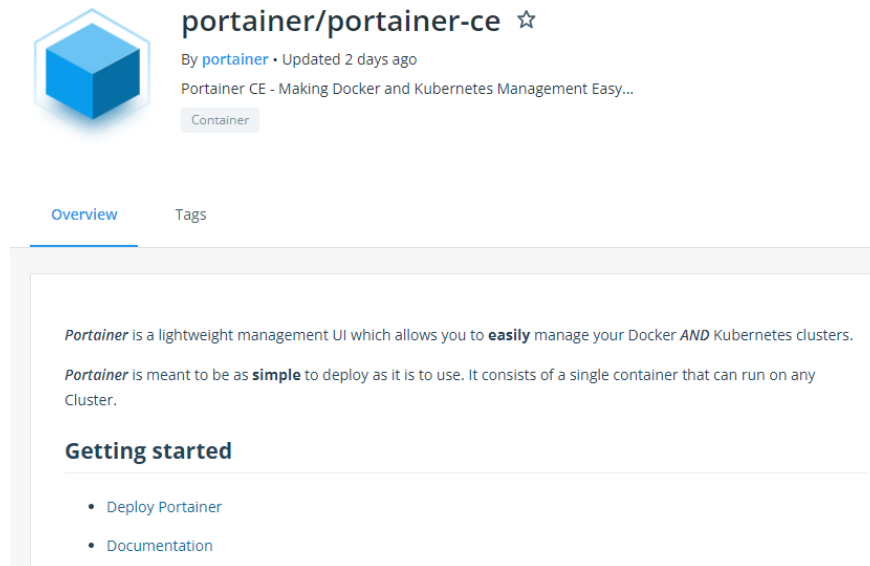 portainer/portainer-ce
By portainer • Updated 2 days ago
Portainer CE - Making Docker and Kubernetes Management Easy...
Container
Overview Tags
Portainer is a lightweight management UI which allows you to easily manage your Docker AND Kubernetes clusters.
Portainer is meant to be as simple to deploy as it is to use. It consists of a single container that can run on any
Cluster.
Getting started
• Deploy Portainer
• Documentation